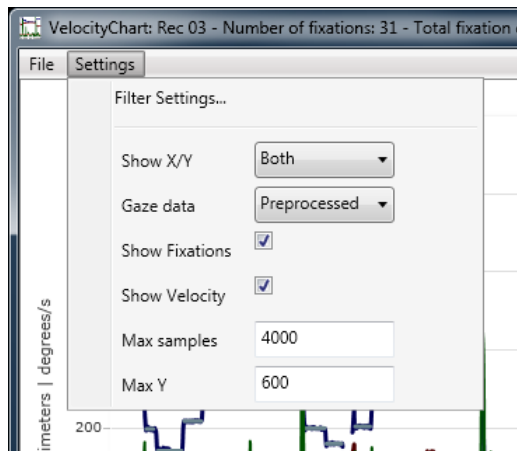 VelocityChart: Rec 03 - Number of fixations: 31 - Total fixation
File Settings
Filter Settings...
Show X/Y Both
Gaze data Preprocessed
Show Fixations
Show Velocity
Max samples 4000
Max Y 600
degrees/s
200